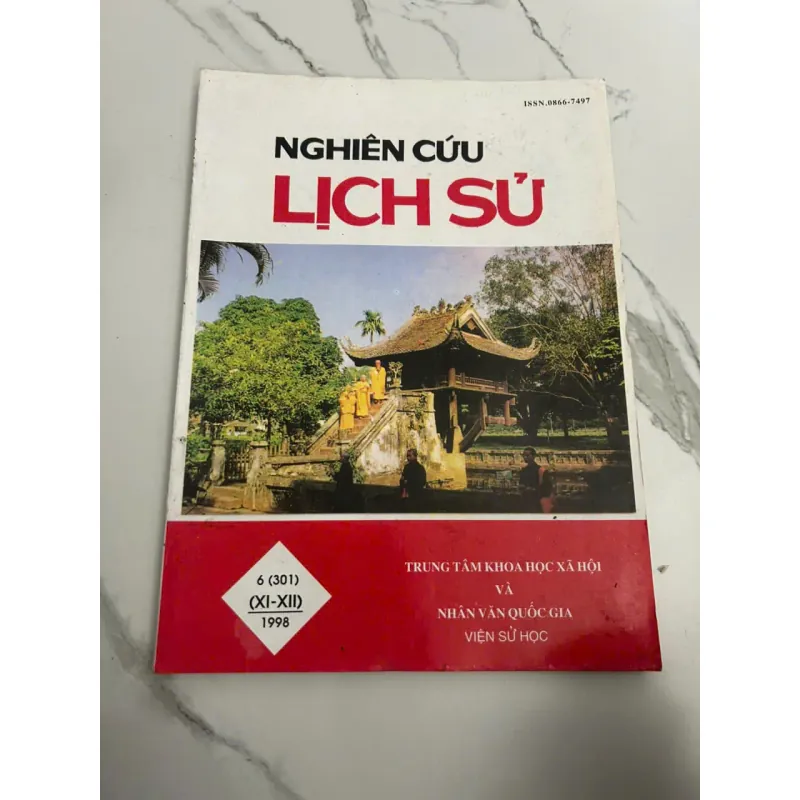 ISSN.0866-7497
NGHIÊN CỨU
LỊCH SỬ
6 (301)
(XI-XII)
1998
TRUNG TÂM KHOA HỌC XÃ HỘI
VÀ
NHÂN VĂN QUỐC GIA
VIỆN SỬ HỌC